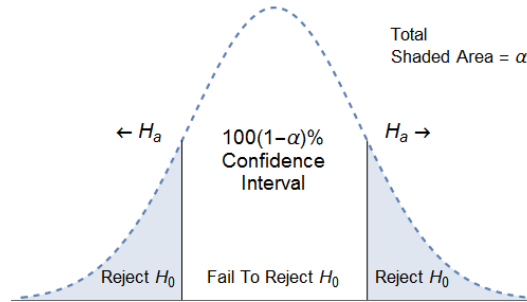 Total
Shaded Area = α
← Hₐ
Hₐ →
100(1−α)%
Confidence
Interval
Reject H₀
Fail To Reject H₀
Reject H₀